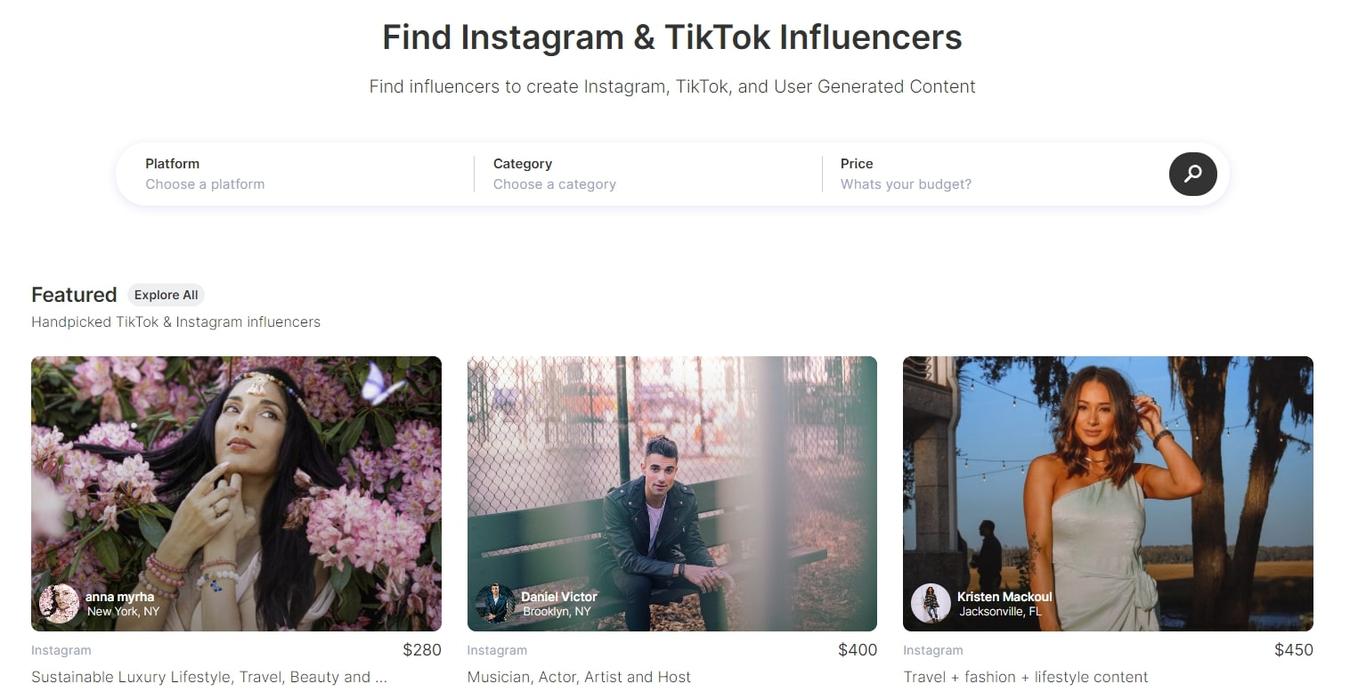 Find Instagram & TikTok Influencers
Find influencers to create Instagram, TikTok, and User Generated Content
Platform
Choose a platform
Category
Choose a category
Price
Whats your budget?
Featured
Explore All
Handpicked TikTok & Instagram influencers
anna myrha
New York, NY
Instagram
$280
Sustainable Luxury Lifestyle, Travel, Beauty and ...
Daniel Victor
Brooklyn, NY
Instagram
$400
Musician, Actor, Artist and Host
Kristen Mackoul
Jacksonville, FL
Instagram
$450
Travel + fashion + lifestyle content